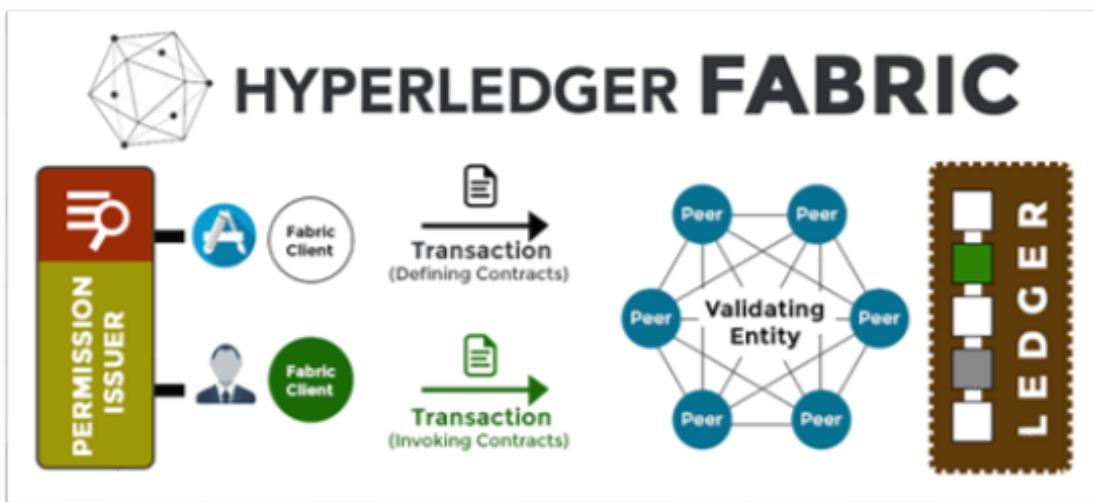 HYPERLEDGER FABRIC
PERMISSION
ISSUER
Fabric
Client
Transaction
(Defining Contracts)
Fabric
Client
Transaction
(Invoking Contracts)
Peer
Peer
Peer
Validating
Entity
Peer
Peer
Peer
LEDGER